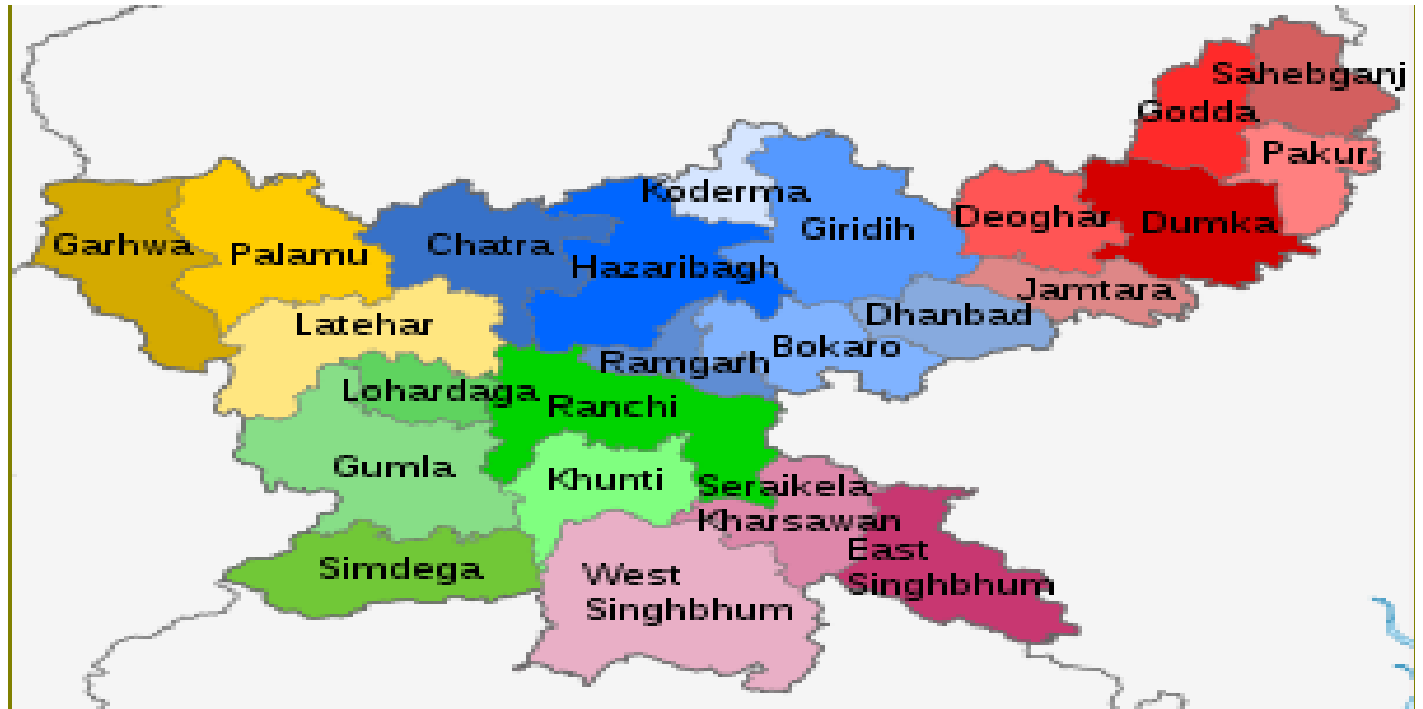 Sahebganj
Godda
Pakur
Koderma
Deoghar
Dumka
Giridih
Garhwa
Palamu
Chatra
Hazaribagh
Jamtara
Dhanbad
Latehar
Bokaro
Ramgarh
Lohardaga
Ranchi
Gumla
Khunti
Seraikela
Kharsawan
East
Singhbhum
Simdega
West
Singhbhum